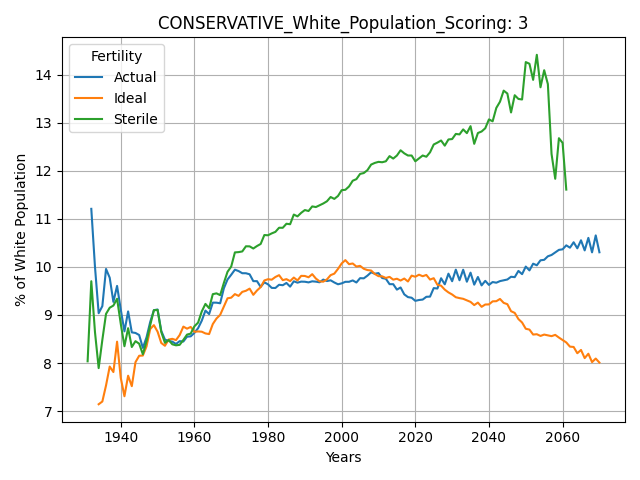 CONSERVATIVE_White_Population_Scoring: 3
Fertility
Actual
Ideal
Sterile
% of White Population
14
13
12
11
10
9
8
7
1940
1960
1980
2000
2020
2040
2060
Years